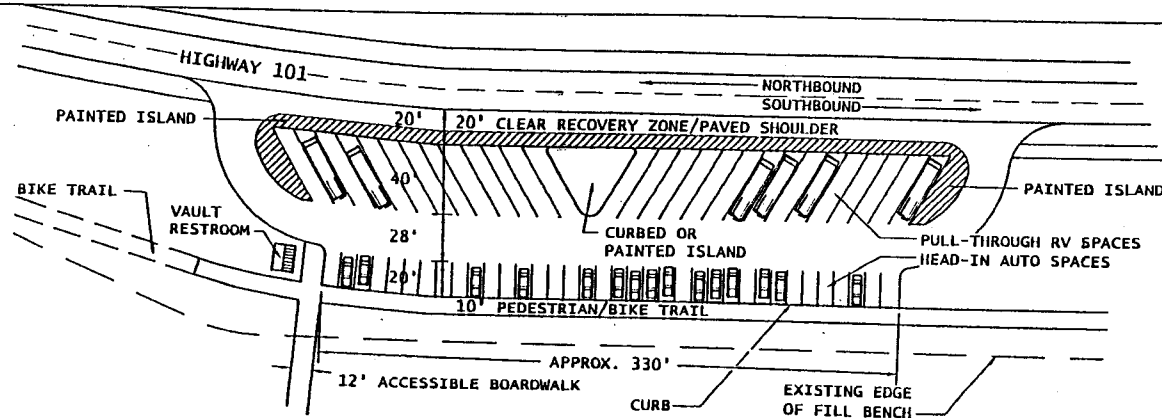 HIGHWAY 101
NORTHBOUND
SOUTHBOUND
PAINTED ISLAND
20'
20' CLEAR RECOVERY ZONE/PAVED SHOULDER
BIKE TRAIL
40'
PAINTED ISLAND
VAULT
RESTROOM
28'
CURBED OR
PAINTED ISLAND
PULL-THROUGH RV SPACES
HEAD-IN AUTO SPACES
20'
10' PEDESTRIAN/BIKE TRAIL
APPROX. 330'
12' ACCESSIBLE BOARDWALK
CURB
EXISTING EDGE
OF FILL BENCH